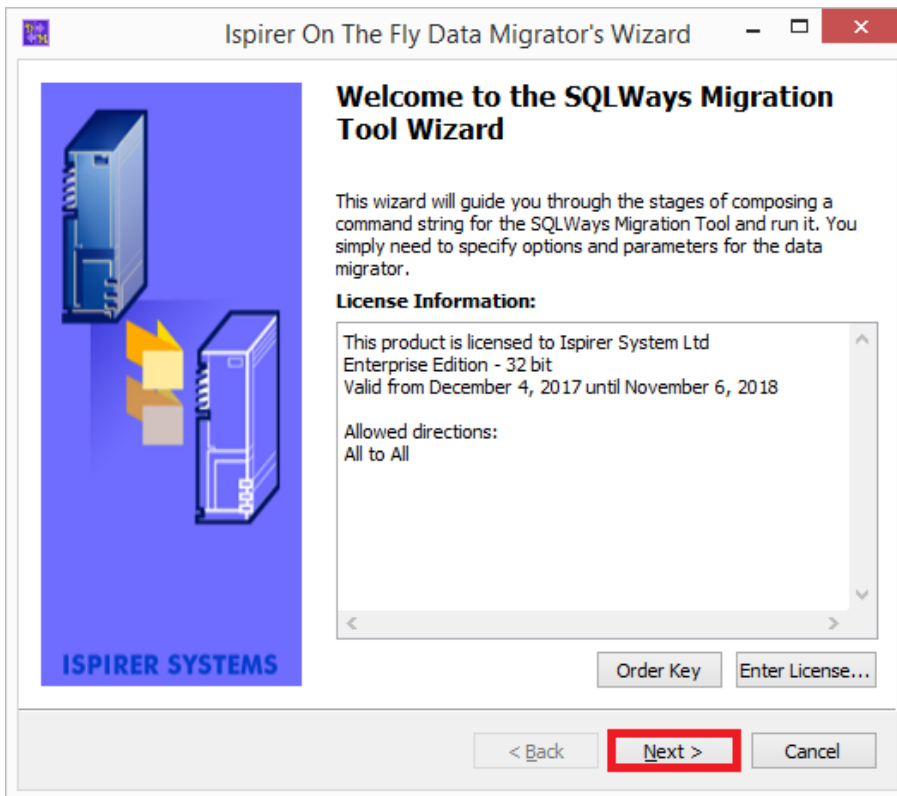 Ispirer On The Fly Data Migrator's Wizard
Welcome to the SQLWays Migration
Tool Wizard
This wizard will guide you through the stages of composing a
command string for the SQLWays Migration Tool and run it. You
simply need to specify options and parameters for the data
migrator.
License Information:
This product is licensed to Ispirer System Ltd
Enterprise Edition - 32 bit
Valid from December 4, 2017 until November 6, 2018
Allowed directions:
All to All
ISPIRER SYSTEMS
Order Key
Enter License...
< Back
Next >
Cancel